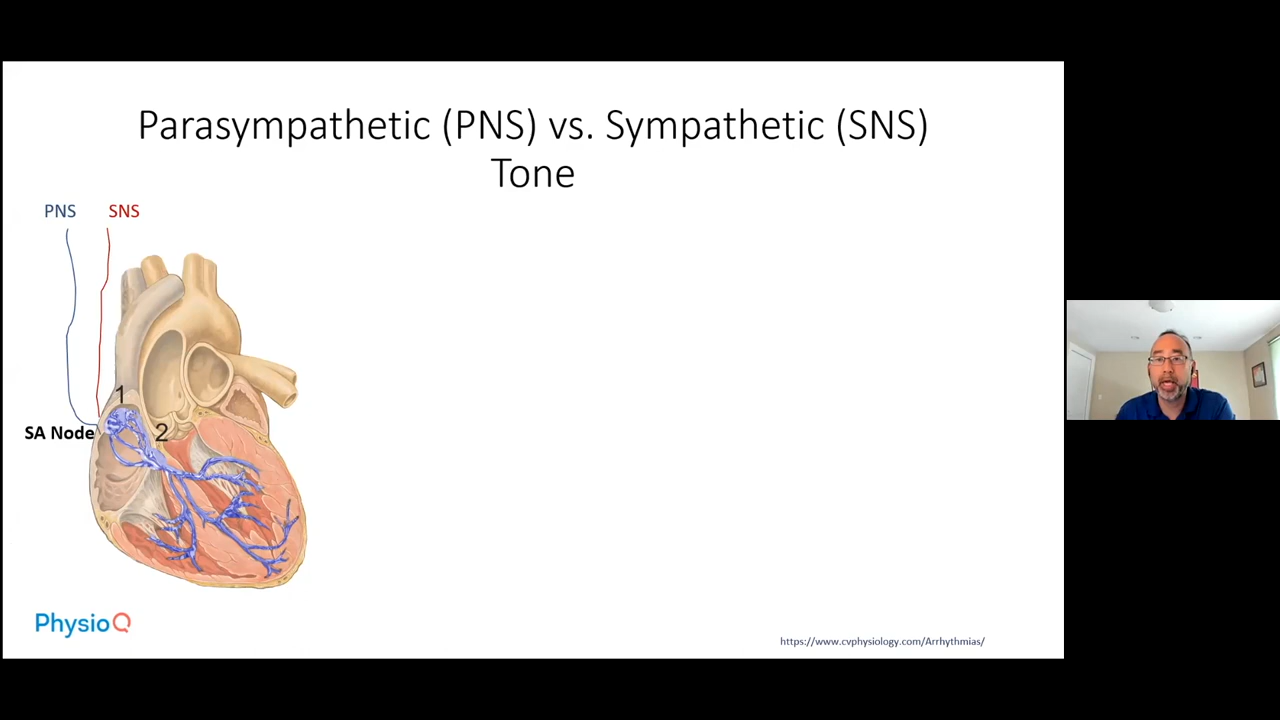 Parasympathetic (PNS) vs. Sympathetic (SNS)
Tone
PNS SNS
1
SA Node
2
PhysioQ
https://www.cvphysiology.com/Arrhythmias/